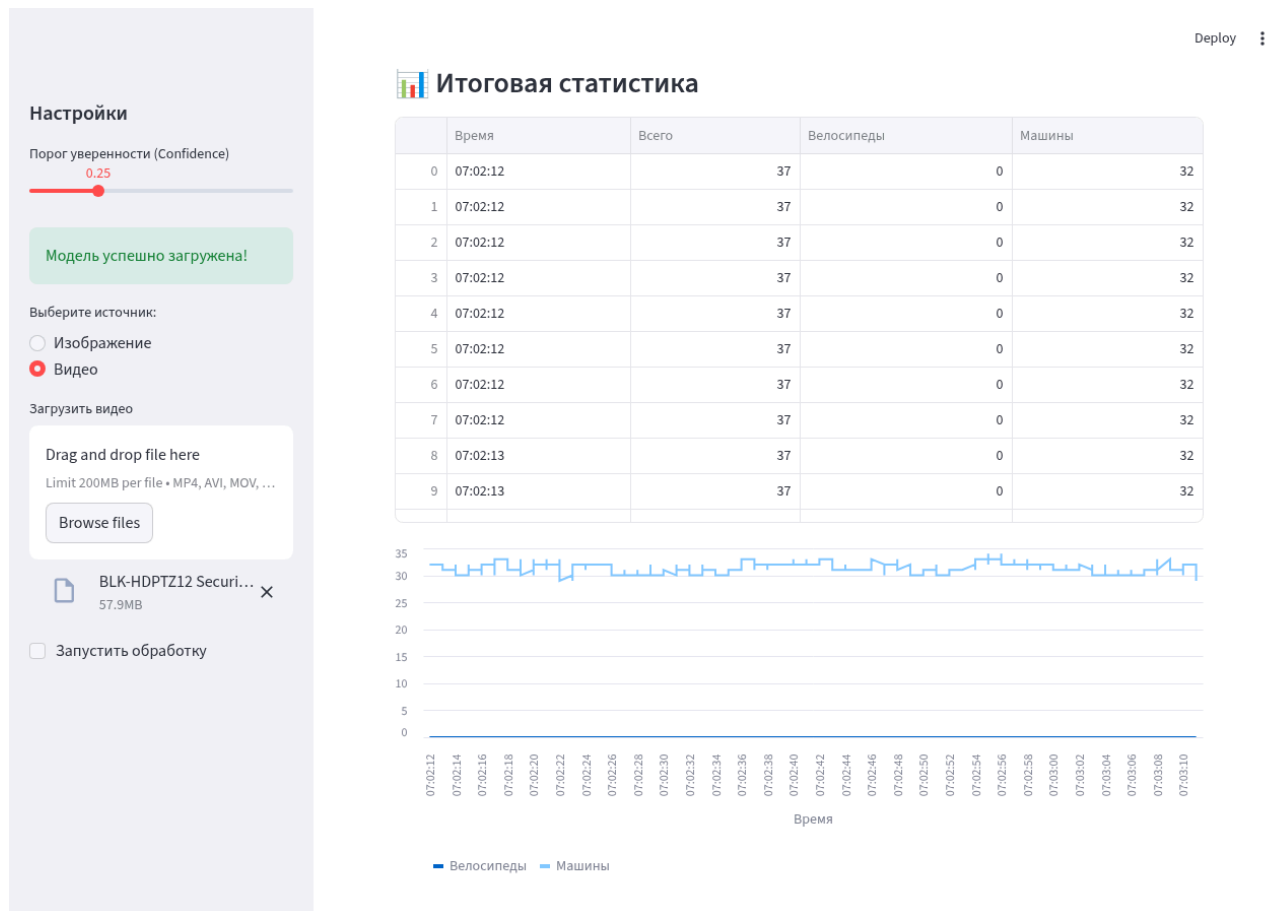 Deploy
Настройки
Порог уверенности (Confidence)
0.25
Модель успешно загружена!
Выберите источник:
Изображение
Видео
Загрузить видео
Drag and drop file here
Limit 200MB per file • MP4, AVI, MOV, …
Browse files
BLK-HDPTZ12 Securi…
57.9MB
Запустить обработку
Итоговая статистика
Время Всего Велосипеды Машины
0 07:02:12 37 0 32
1 07:02:12 37 0 32
2 07:02:12 37 0 32
3 07:02:12 37 0 32
4 07:02:12 37 0 32
5 07:02:12 37 0 32
6 07:02:12 37 0 32
7 07:02:12 37 0 32
8 07:02:13 37 0 32
9 07:02:13 37 0 32
35
30
25
20
15
10
5
0
07:02:12 07:02:14 07:02:16 07:02:18 07:02:20 07:02:22 07:02:24 07:02:26 07:02:28 07:02:30 07:02:32 07:02:34 07:02:36 07:02:38 07:02:40 07:02:42 07:02:44 07:02:46 07:02:48 07:02:50 07:02:52 07:02:54 07:02:56 07:02:58 07:03:00 07:03:02 07:03:04 07:03:06 07:03:08 07:03:10
Время
Велосипеды Машины